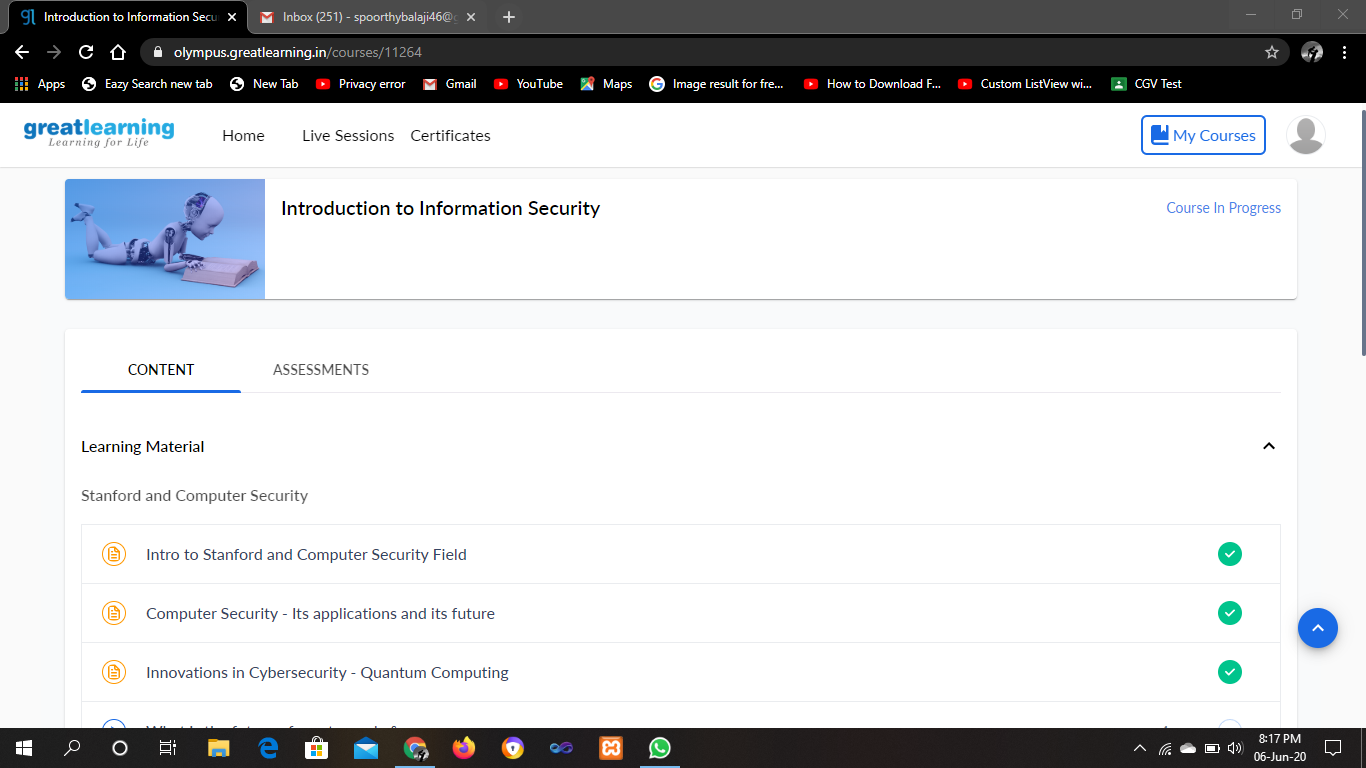 Introduction to Information Secu
Inbox (251) - spoorthybalaji46@g
olympus.greatlearning.in/courses/11264
Apps
Eazy Search new tab
New Tab
Privacy error
Gmail
YouTube
Maps
Image result for fre...
How to Download F...
Custom ListView wi...
CGV Test
greatlearning
Learning for Life
Home
Live Sessions
Certificates
My Courses
Introduction to Information Security
Course In Progress
CONTENT
ASSESSMENTS
Learning Material
Stanford and Computer Security
Intro to Stanford and Computer Security Field
Computer Security - Its applications and its future
Innovations in Cybersecurity - Quantum Computing
8:17 PM
06-Jun-20